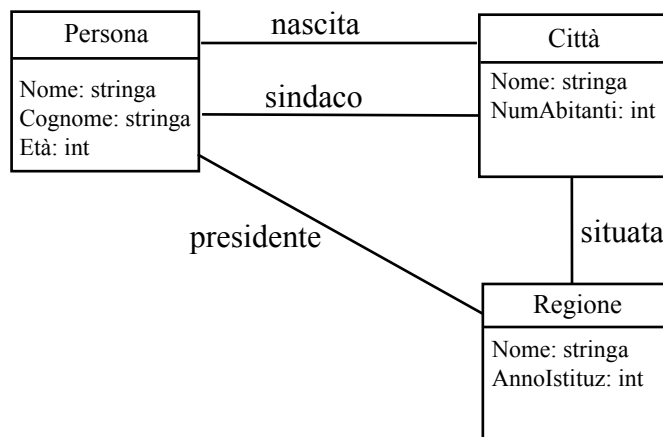 Persona
Nome: stringa
Cognome: stringa
Età: int
nascita
sindaco
Città
Nome: stringa
NumAbitanti: int
presidente
situata
Regione
Nome: stringa
AnnoIstituz: int